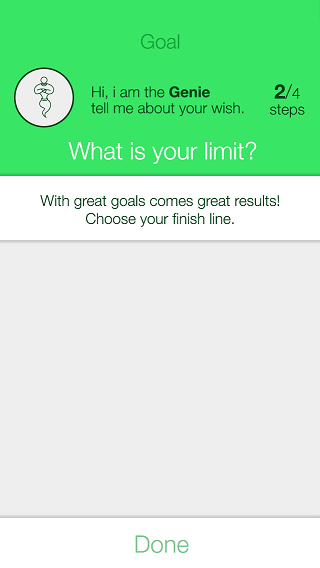 Goal
Hi, i am the Genie
tell me about your wish.
2/4
steps
What is your limit?
With great goals comes great results!
Choose your finish line.
Done